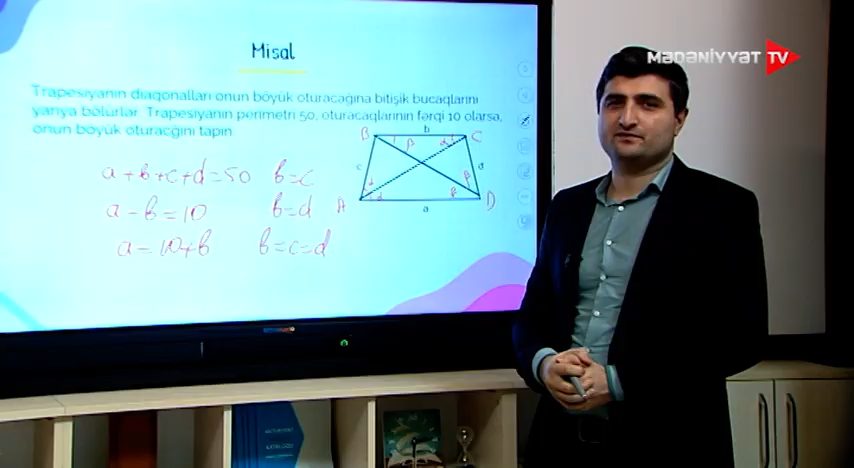 MƏDƏNİYYƏT TV
Misal
Trapesiyanın diaqonalları onun böyük oturacağına bitişik bucaqlarını
yarıya bölürlər. Trapesiyanın perimetri 50, oturacaqlarının fərqi 10 olarsa,
onun böyük oturacğını tapın
B b C
β α
c d
α β
α β
A a D
a+b+c+d=50 b=c
a-b=10 b=d
a=10+b b=c=d